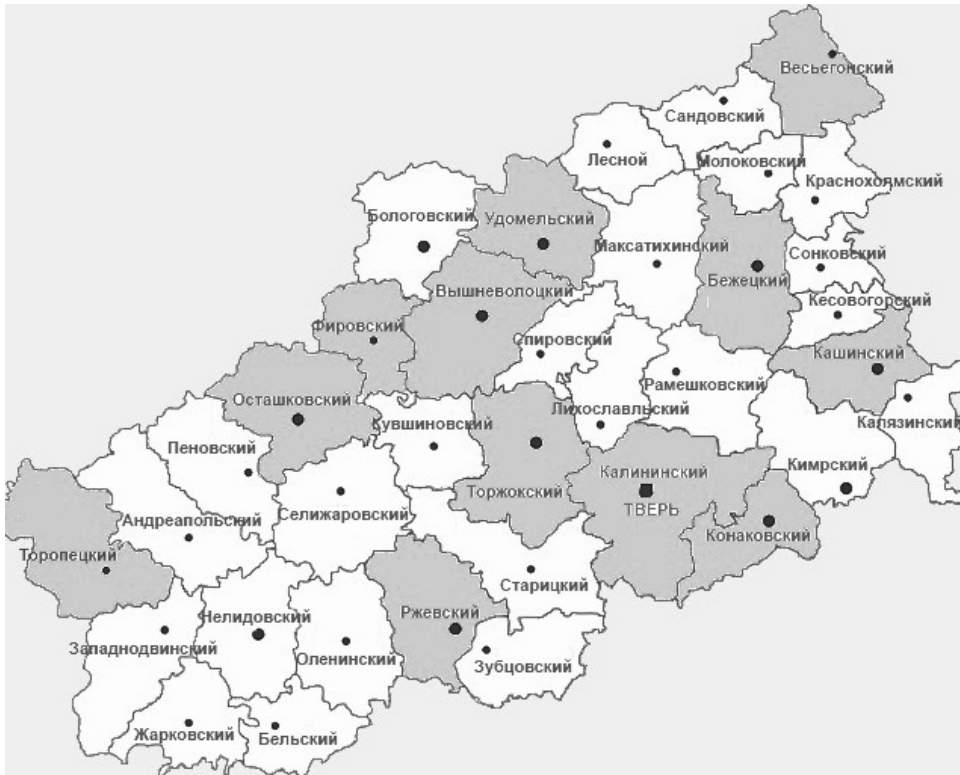 Весьегонский
Сандовский
Лесной
Молоковский
Краснохолмский
Бологовский
Удомельский
Максатихинский
Сонковский
Бежецкий
Вышневолоцкий
Кесовогорский
Фировский
Спировский
Кашинский
Рамешковский
Осташковский
Лихославльский
Кувшиновский
Калязинский
Пеновский
Калининский
Кимрский
Торжокский
ТВЕРЬ
Селижаровский
Андреапольский
Конаковский
Торопецкий
Старицкий
Ржевский
Нелидовский
Западнодвинский
Оленинский
Зубцовский
Жарковский
Бельский